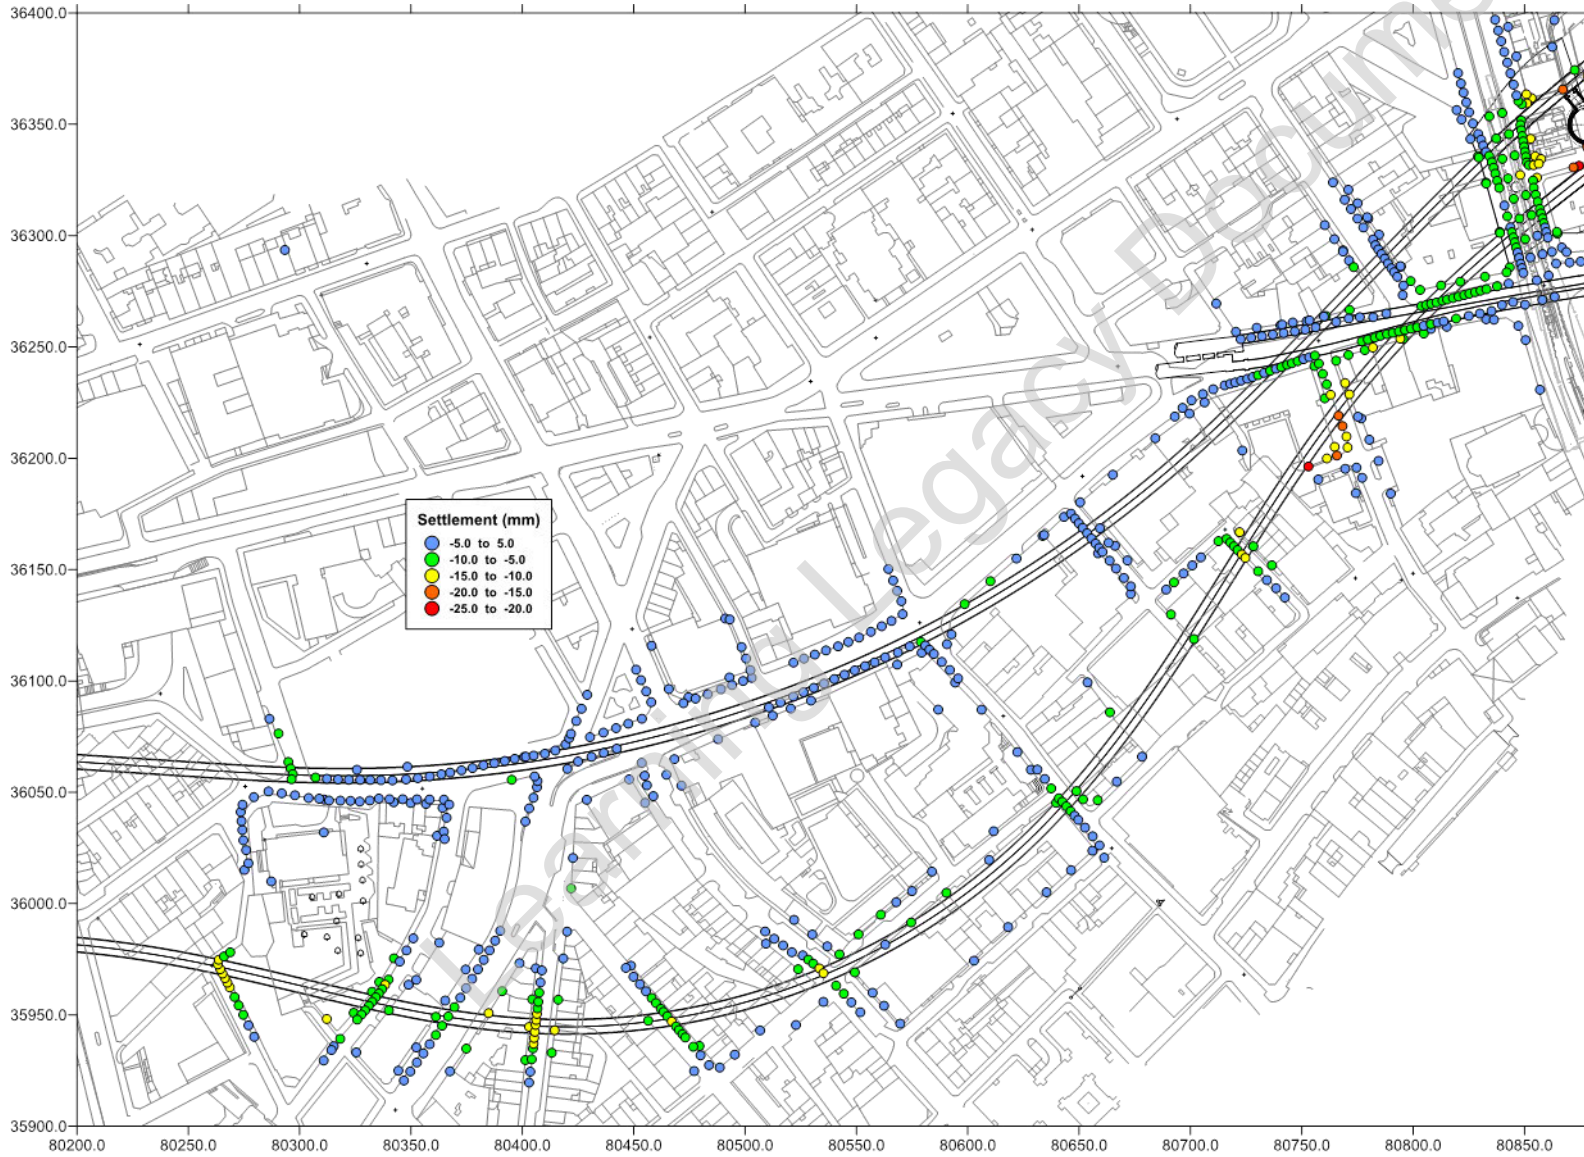 36400.0
36350.0
36300.0
36250.0
36200.0
36150.0
36100.0
36050.0
36000.0
35950.0
35900.0
Settlement (mm)
-5.0 to 5.0
-10.0 to -5.0
-15.0 to -10.0
-20.0 to -15.0
-25.0 to -20.0
Learning Legacy Docume
80200.0 80250.0 80300.0 80350.0 80400.0 80450.0 80500.0 80550.0 80600.0 80650.0 80700.0 80750.0 80800.0 80850.0